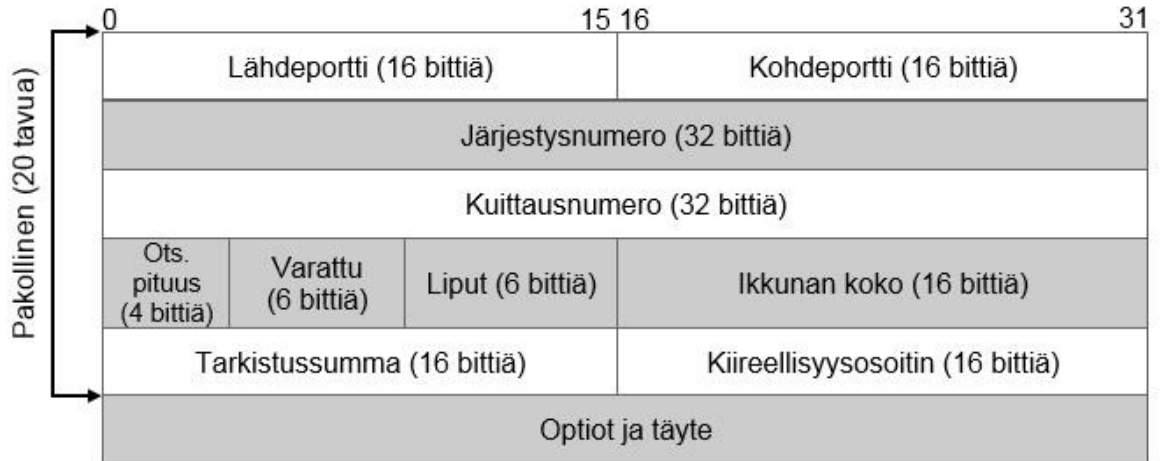 0 15 16 31
Pakollinen (20 tavua)
Lähdeportti (16 bittiä) Kohdeportti (16 bittiä)
Järjestysnumero (32 bittiä)
Kuittausnumero (32 bittiä)
Ots.
pituus
(4 bittiä)
Varattu
(6 bittiä)
Liput (6 bittiä)
Ikkunan koko (16 bittiä)
Tarkistussumma (16 bittiä) Kiireellisyysosoitin (16 bittiä)
Optiot ja täyte